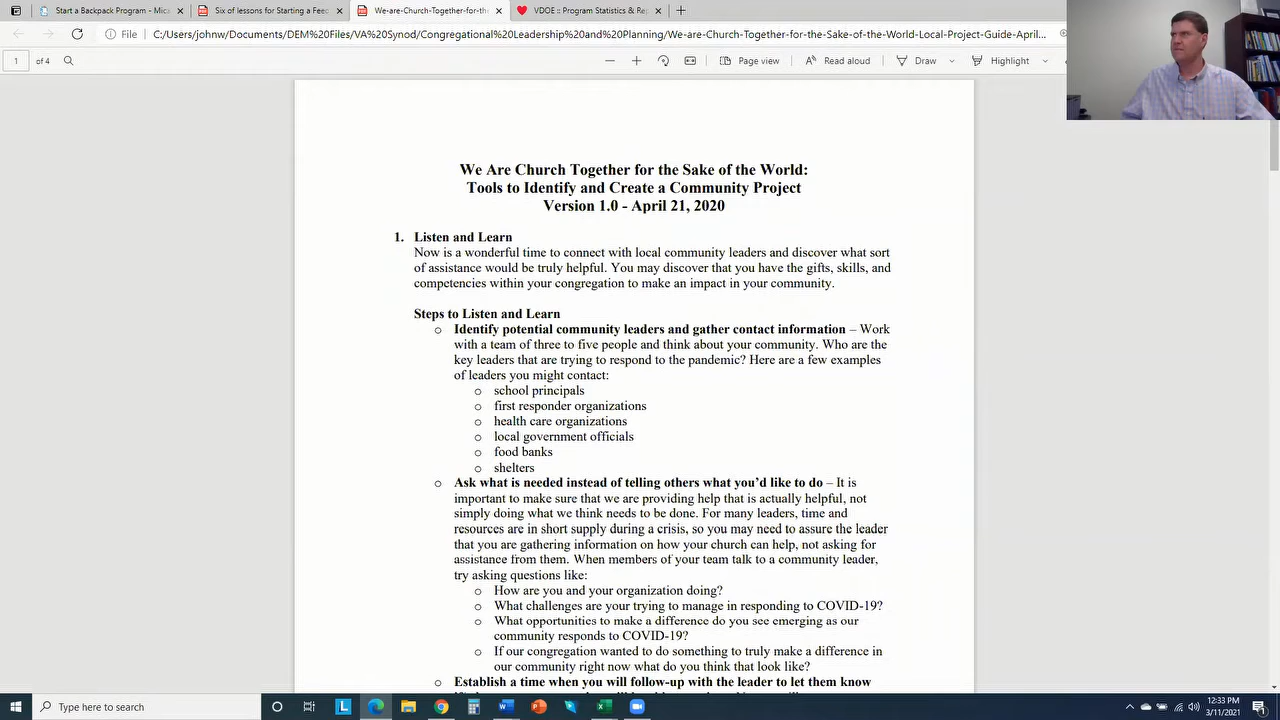 Start a Backpack Program - Mic
Six of lessons for Starting a Feed
We-are-Church-Together-for-the-
VDOE :: Program Statistics & Re
File
C:/Users/johnw/Documents/DEM%20Files/VA%20Synod/Congregational%20Leadership%20and%20Planning/We-are-Church-Together-for-the-Sake-of-the-World-Local-Project-Guide-April...
1 of 4
Page view
Read aloud
Draw
Highlight
We Are Church Together for the Sake of the World:
Tools to Identify and Create a Community Project
Version 1.0 - April 21, 2020
1. Listen and Learn
Now is a wonderful time to connect with local community leaders and discover what sort
of assistance would be truly helpful. You may discover that you have the gifts, skills, and
competencies within your congregation to make an impact in your community.
Steps to Listen and Learn
o Identify potential community leaders and gather contact information – Work
with a team of three to five people and think about your community. Who are the
key leaders that are trying to respond to the pandemic? Here are a few examples
of leaders you might contact:
o school principals
o first responder organizations
o health care organizations
o local government officials
o food banks
o shelters
o Ask what is needed instead of telling others what you'd like to do – It is
important to make sure that we are providing help that is actually helpful, not
simply doing what we think needs to be done. For many leaders, time and
resources are in short supply during a crisis, so you may need to assure the leader
that you are gathering information on how your church can help, not asking for
assistance from them. When members of your team talk to a community leader,
try asking questions like:
o How are you and your organization doing?
o What challenges are your trying to manage in responding to COVID-19?
o What opportunities to make a difference do you see emerging as our
community responds to COVID-19?
o If our congregation wanted to do something to truly make a difference in
our community right now what do you think that look like?
o Establish a time when you will follow-up with the leader to let them know
Type here to search
12:33 PM
3/11/2021